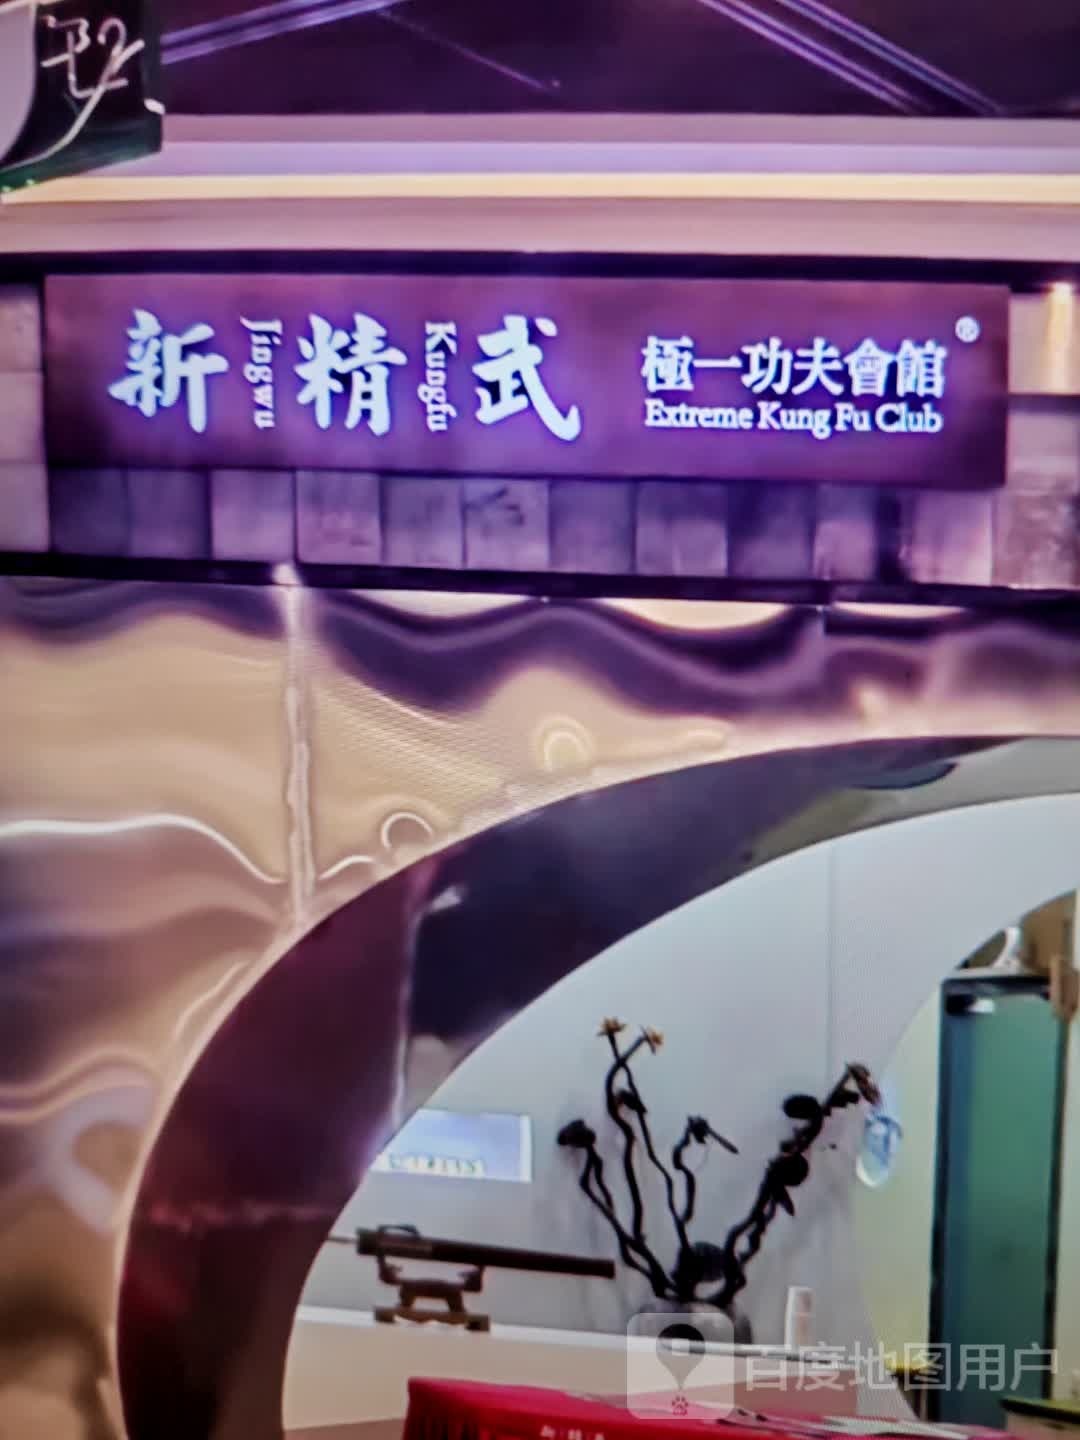 新精武
Jingwu
Kungfu
極一功夫會館®
Extreme Kung Fu Club
百度地图用户